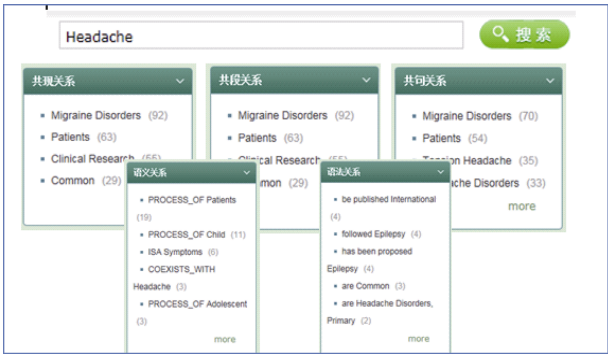 Headache
搜索
共现关系
Migraine Disorders (92)
Patients (63)
Clinical Research (55)
Common (29)
共段关系
Migraine Disorders (92)
Patients (63)
Clinical Research (55)
mon (29)
共句关系
Migraine Disorders (70)
Patients (54)
Tension Headache (35)
ache Disorders (33)
more
语义关系
PROCESS_OF Patients
(19)
PROCESS_OF Child (11)
ISA Symptoms (6)
COEXISTS_WITH
Headache (3)
PROCESS_OF Adolescent
(3)
more
语法关系
be published International
(4)
followed Epilepsy (4)
has been proposed
Epilepsy (4)
are Common (3)
are Headache Disorders,
Primary (2)
more